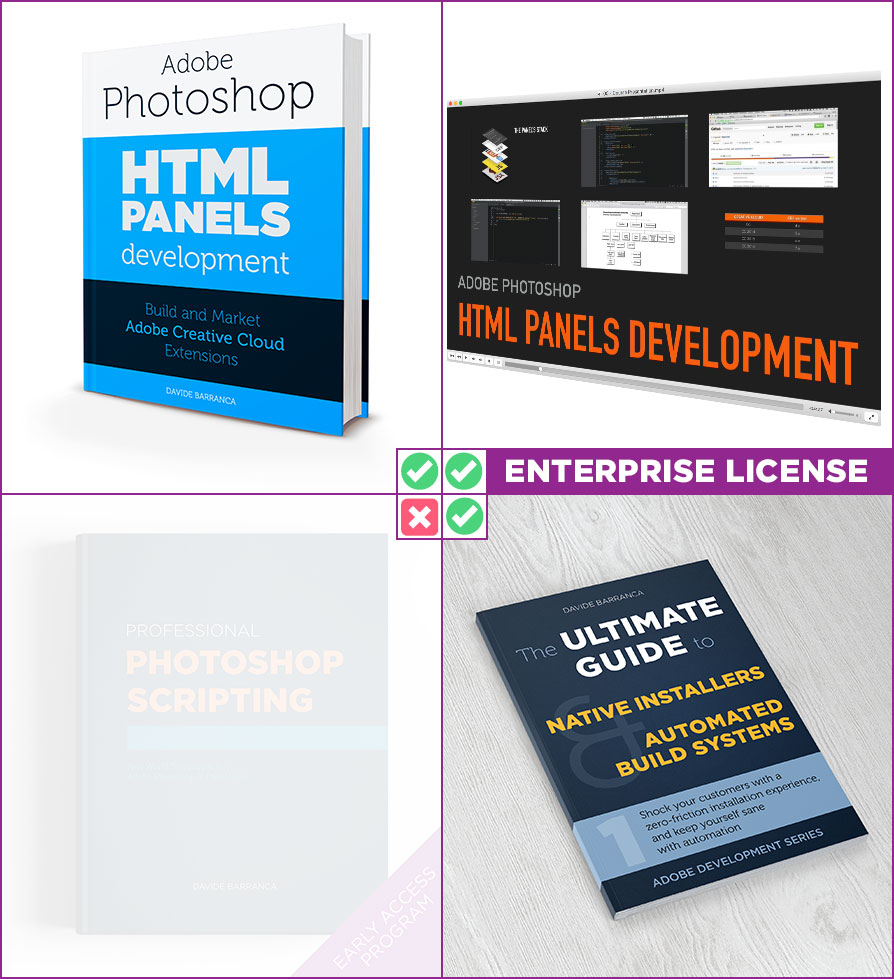 Adobe
Photoshop
HTML
PANELS
development
Build and Market
Adobe Creative Cloud
Extensions
DAVIDE BARRANCA
THE PANELS STACK
ADOBE PHOTOSHOP
HTML PANELS DEVELOPMENT
ENTERPRISE LICENSE
PROFESSIONAL
PHOTOSHOP
SCRIPTING
DAVIDE BARRANCA
EARLY ACCESS
PROGRAM
DAVIDE BARRANCA
The ULTIMATE
GUIDE to
&
NATIVE INSTALLERS
AUTOMATED
BUILD SYSTEMS
1
Shock your customers with a
zero-friction installation experience,
and keep yourself sane
with automation
ADOBE DEVELOPMENT SERIES